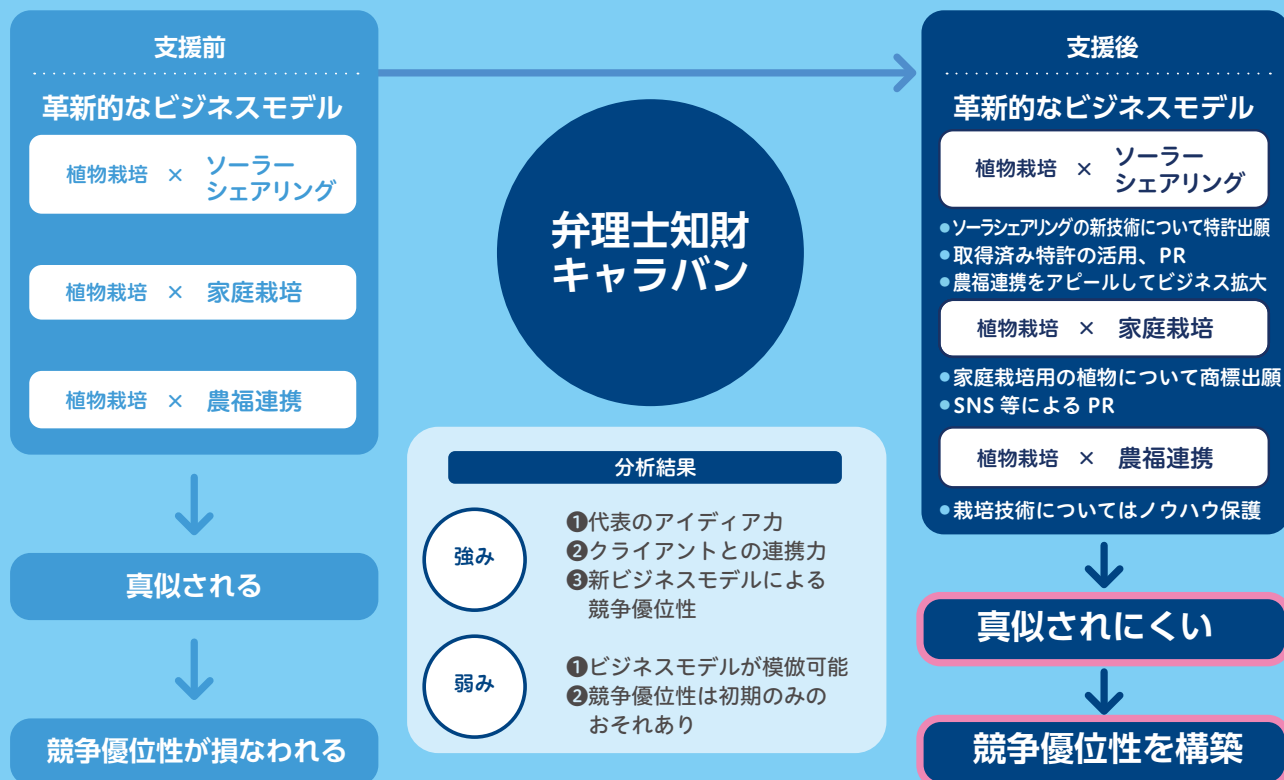 支援前
革新的なビジネスモデル
植物栽培 × ソーラー
シェアリング
植物栽培 × 家庭栽培
植物栽培 × 農福連携
真似される
競争優位性が損なわれる
弁理士知財
キャラバン
分析結果
強み
❶代表のアイディア力
❷クライアントとの連携力
❸新ビジネスモデルによる
競争優位性
弱み
❶ビジネスモデルが模倣可能
❷競争優位性は初期のみの
おそれあり
支援後
革新的なビジネスモデル
植物栽培 × ソーラー
シェアリング
●ソーラシェアリングの新技術について特許出願
●取得済み特許の活用、PR
●農福連携をアピールしてビジネス拡大
植物栽培 × 家庭栽培
●家庭栽培用の植物について商標出願
●SNS 等による PR
植物栽培 × 農福連携
●栽培技術についてはノウハウ保護
真似されにくい
競争優位性を構築